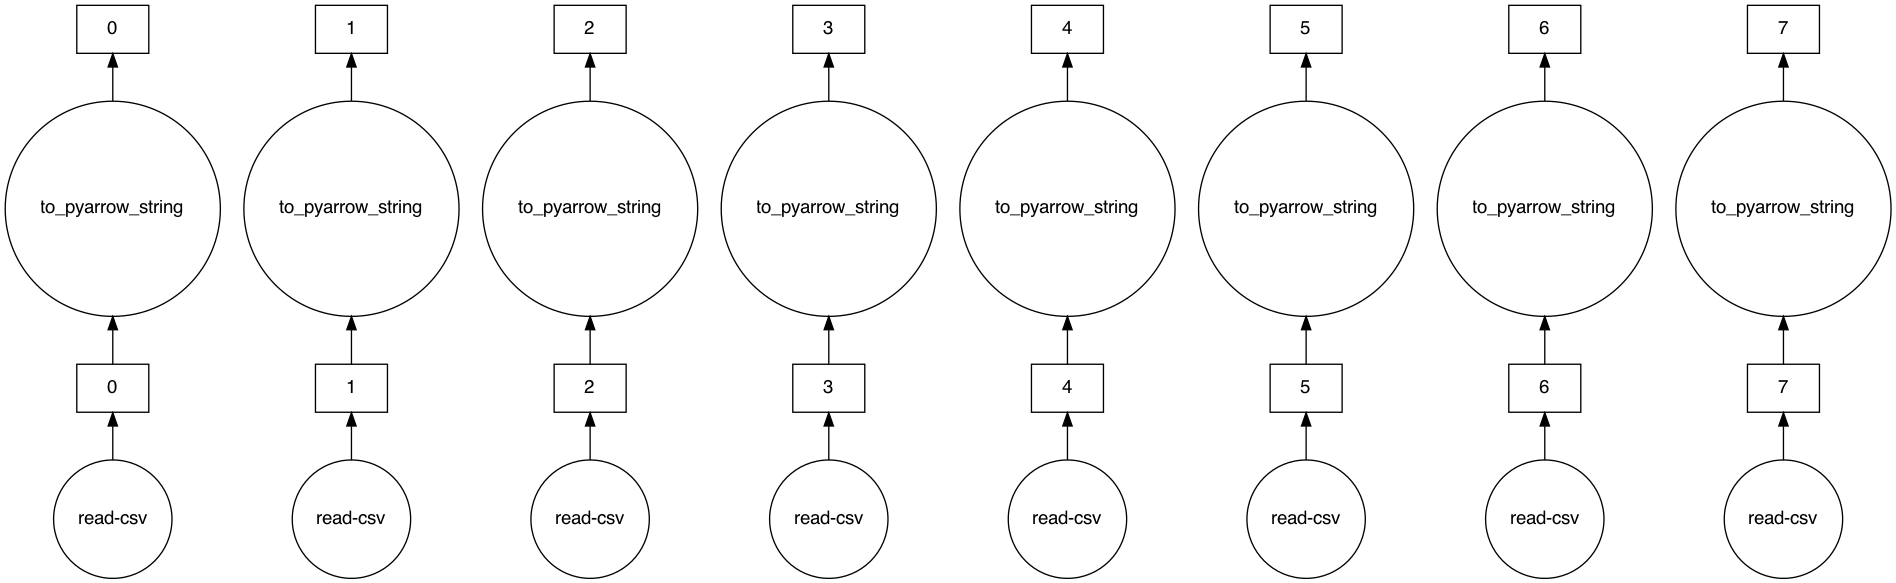 0 1 2 3 4 5 6 7
to_pyarrow_string to_pyarrow_string to_pyarrow_string to_pyarrow_string to_pyarrow_string to_pyarrow_string to_pyarrow_string to_pyarrow_string
0 1 2 3 4 5 6 7
read-csv read-csv read-csv read-csv read-csv read-csv read-csv read-csv